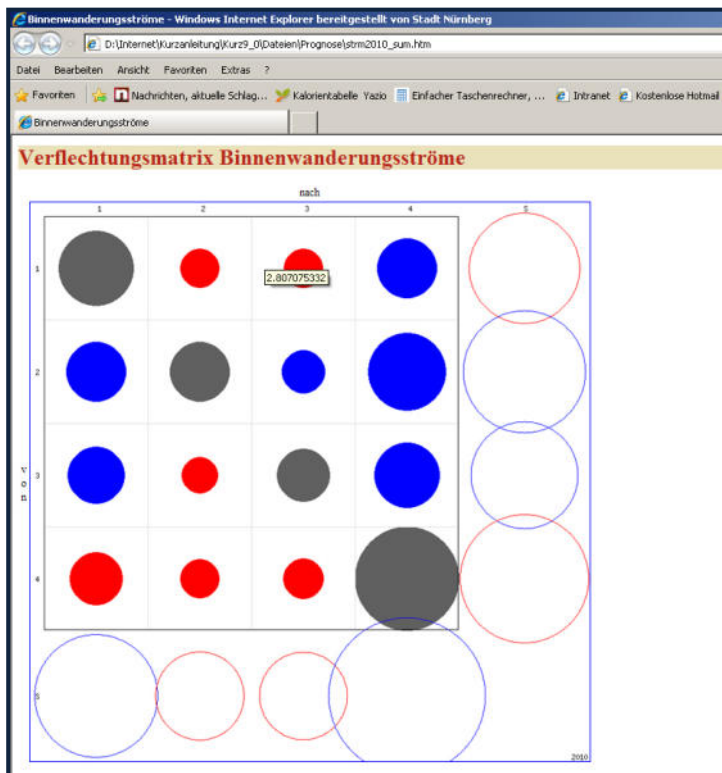 Binnenwanderungsströme - Windows Internet Explorer bereitgestellt von Stadt Nürnberg
D:\Internet\Kurzanleitung\Kurz9_0\Dateien\Prognose\strm2010_sum.htm
Datei Bearbeiten Ansicht Favoriten Extras ?
Favoriten Nachrichten, aktuelle Schlag... Kalorientabelle Yazio Einfacher Taschenrechner, ... Intranet Kostenlose Hotmail
Binnenwanderungsströme
Verflechtungsmatrix Binnenwanderungsströme
nach
1 2 3 4 5
1
2.807075332
2
von
3
4
5
2010